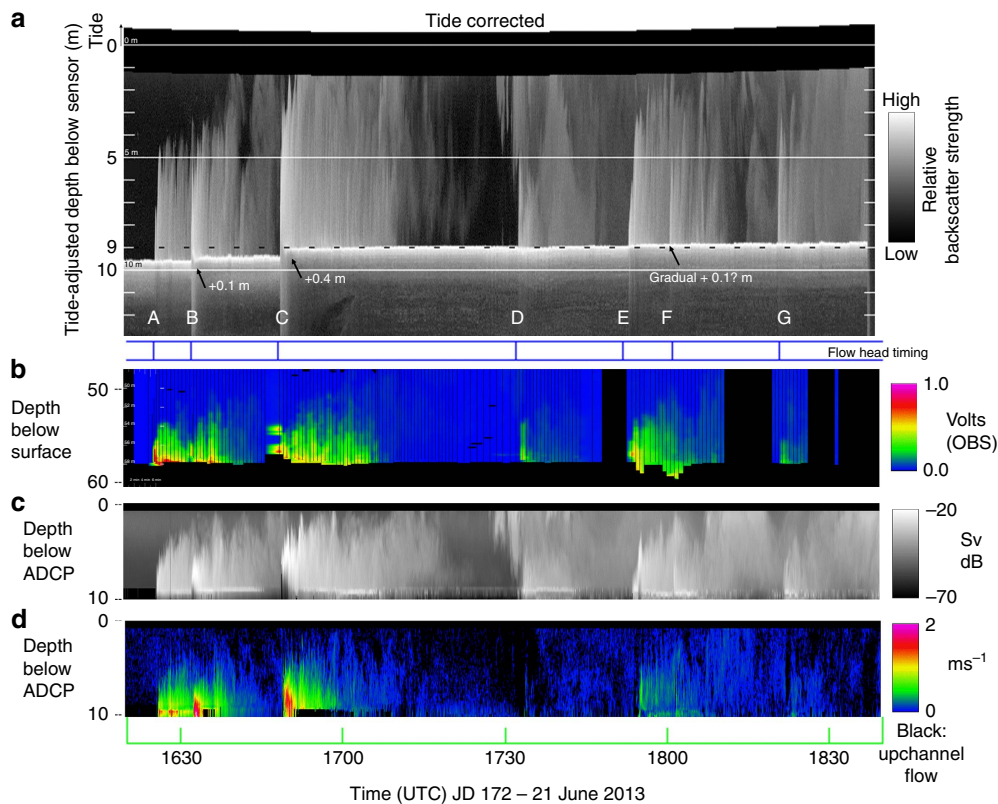 a
Tide corrected
Tide
0
0 m
Tide-adjusted depth below sensor (m)
5
5 m
9
10
10 m
+0.1 m
+0.4 m
Gradual + 0.1? m
A B C D E F G
High
Relative
backscatter strength
Low
Flow head timing
b
50
Depth
below
surface
60
1.0
Volts
(OBS)
0.0
c
0
Depth
below
ADCP
10
–20
Sv
dB
–70
d
0
Depth
below
ADCP
10
2
ms–1
0
Black:
upchannel
flow
1630 1700 1730 1800 1830
Time (UTC) JD 172 – 21 June 2013